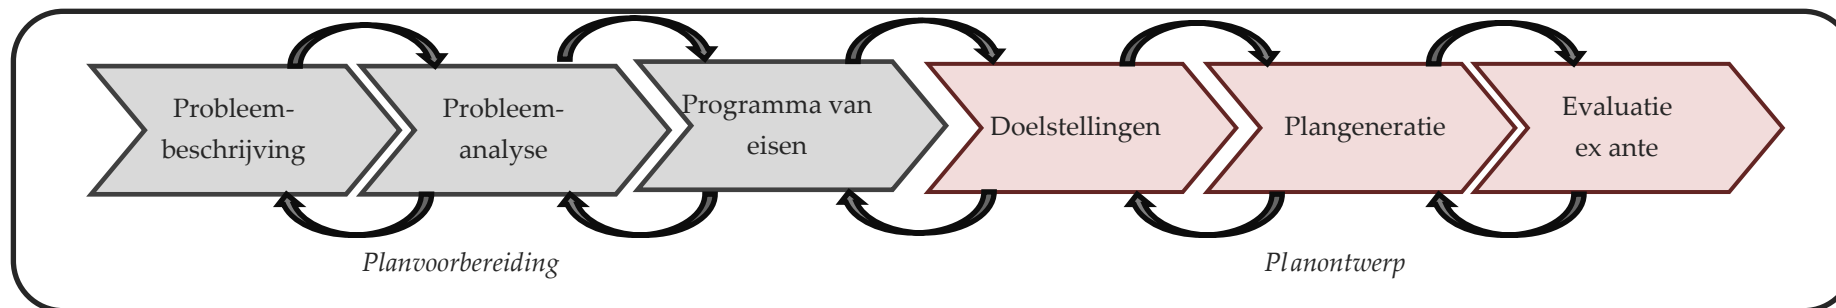 Probleem-
beschrijving
Probleem-
analyse
Programma van
eisen
Doelstellingen
Plangeneratie
Evaluatie
ex ante
Planvoorbereiding
Planontwerp